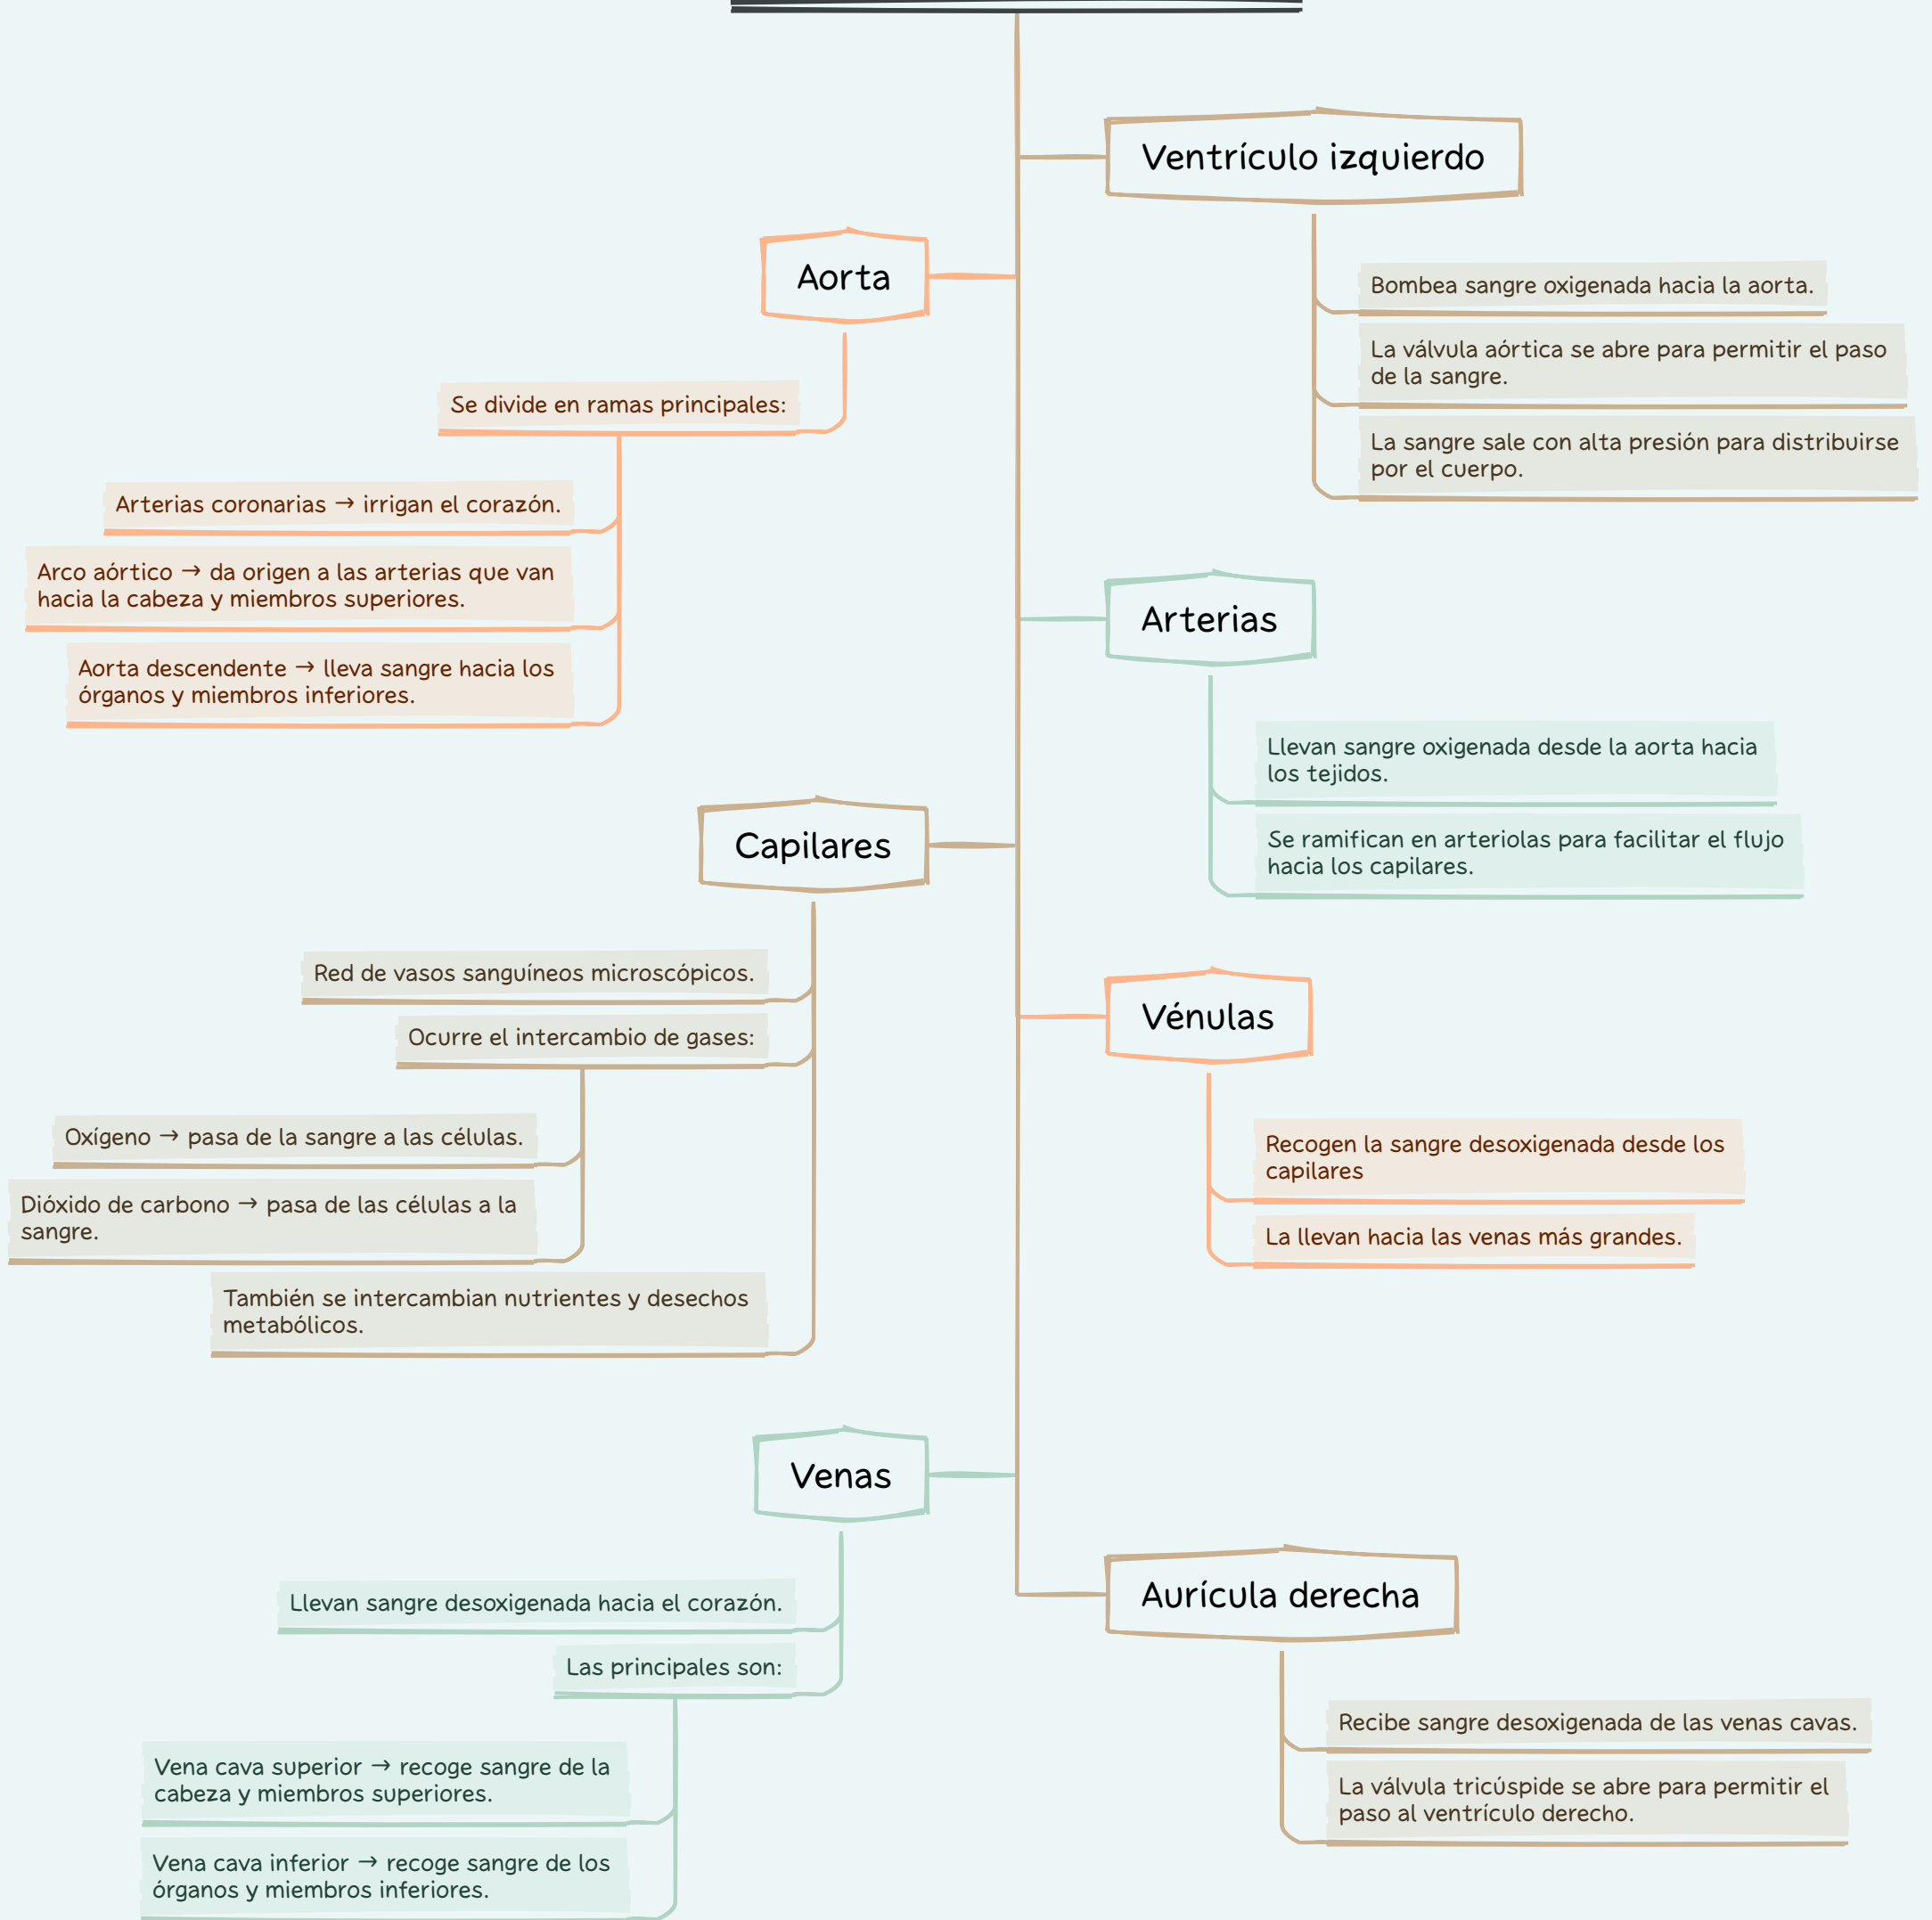 Ventrículo izquierdo
Bombea sangre oxigenada hacia la aorta.
La válvula aórtica se abre para permitir el paso
de la sangre.
La sangre sale con alta presión para distribuirse
por el cuerpo.
Aorta
Se divide en ramas principales:
Arterias coronarias → irrigan el corazón.
Arco aórtico → da origen a las arterias que van
hacia la cabeza y miembros superiores.
Aorta descendente → lleva sangre hacia los
órganos y miembros inferiores.
Arterias
Llevan sangre oxigenada desde la aorta hacia
los tejidos.
Se ramifican en arteriolas para facilitar el flujo
hacia los capilares.
Capilares
Red de vasos sanguíneos microscópicos.
Ocurre el intercambio de gases:
Oxígeno → pasa de la sangre a las células.
Dióxido de carbono → pasa de las células a la
sangre.
También se intercambian nutrientes y desechos
metabólicos.
Vénulas
Recogen la sangre desoxigenada desde los
capilares
La llevan hacia las venas más grandes.
Venas
Llevan sangre desoxigenada hacia el corazón.
Las principales son:
Vena cava superior → recoge sangre de la
cabeza y miembros superiores.
Vena cava inferior → recoge sangre de los
órganos y miembros inferiores.
Aurícula derecha
Recibe sangre desoxigenada de las venas cavas.
La válvula tricúspide se abre para permitir el
paso al ventrículo derecho.